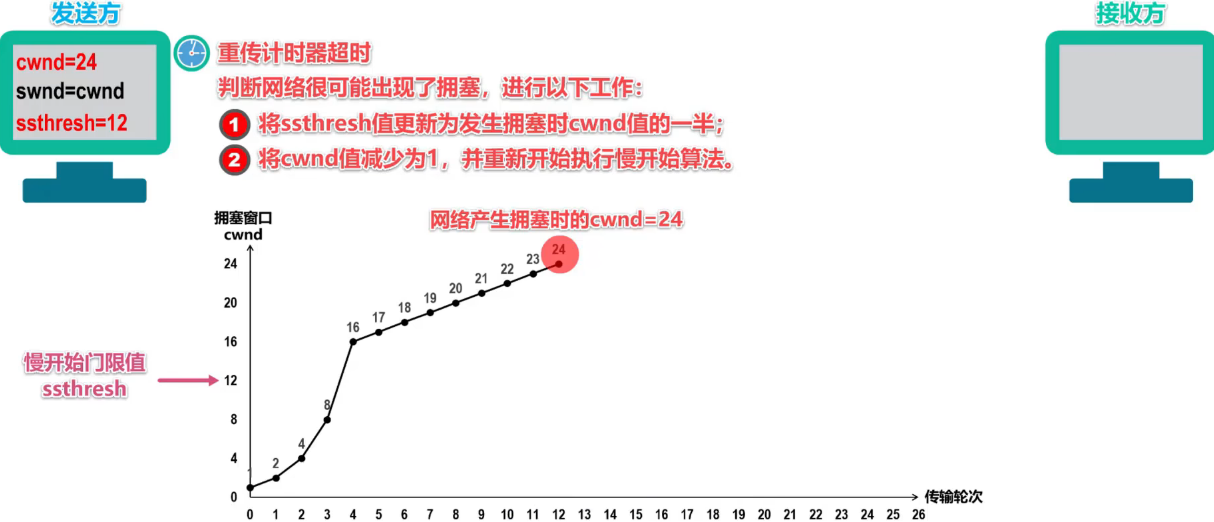 发送方
接收方
cwnd=24
swnd=cwnd
ssthresh=12
重传计时器超时
判断网络很可能出现了拥塞，进行以下工作：
1 将ssthresh值更新为发生拥塞时cwnd值的一半；
2 将cwnd值减少为1，并重新开始执行慢开始算法。
拥塞窗口
cwnd
网络产生拥塞时的cwnd=24
24
20
16
12
8
4
0
慢开始门限值
ssthresh
2
4
8
16
17
18
19
20
21
22
23
24
0 1 2 3 4 5 6 7 8 9 10 11 12 13 14 15 16 17 18 19 20 21 22 23 24 25 26
传输轮次